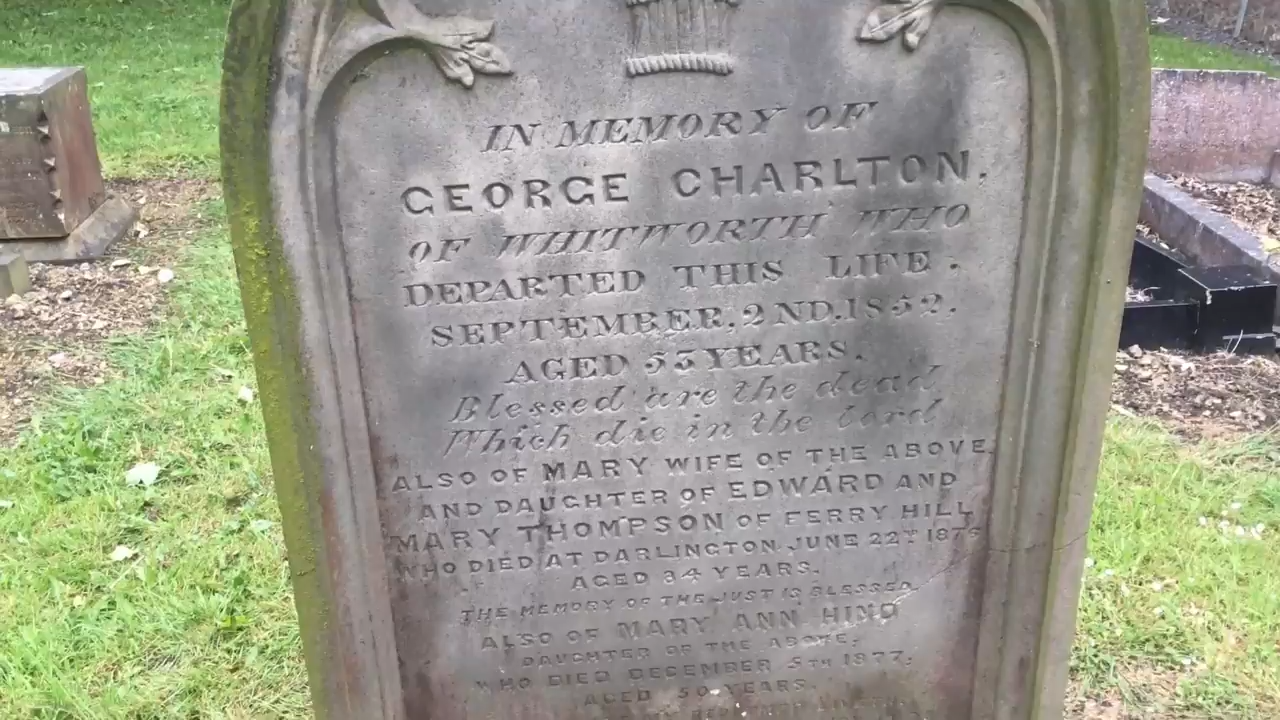 IN MEMORY OF
GEORGE CHARLTON,
OF WHITWORTH WHO
DEPARTED THIS LIFE,
SEPTEMBER, 2ND, 1852,
AGED 53 YEARS.
Blessed are the dead
Which die in the lord
ALSO OF MARY WIFE OF THE ABOVE
AND DAUGHTER OF EDWARD AND
MARY THOMPSON OF FERRY HILL
WHO DIED AT DARLINGTON, JUNE 22ND 1876
AGED 84 YEARS.
THE MEMORY OF THE JUST IS BLESSED
ALSO OF MARY ANN HIND
DAUGHTER OF THE ABOVE,
WHO DIED DECEMBER 5TH 1877,
AGED 50 YEARS.